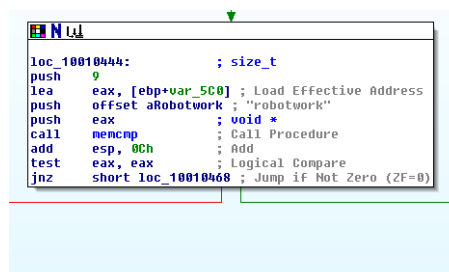 loc_10010444: ; size_t
push 9
lea eax, [ebp+var_5C0] ; Load Effective Address
push offset aRobotwork ; "robotwork"
push eax ; void *
call memcmp ; Call Procedure
add esp, 0Ch ; Add
test eax, eax ; Logical Compare
jnz short loc_10010468 ; Jump if Not Zero (ZF=0)